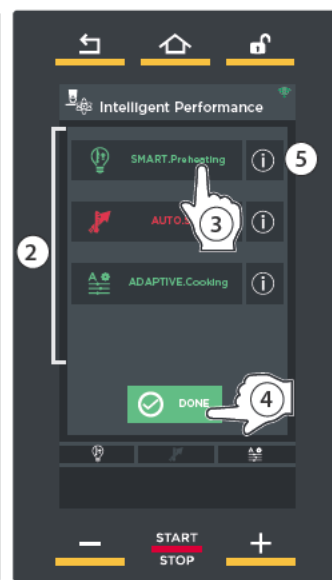 Intelligent Performance
SMART.Preheating
5
3
AUTO.
2
ADAPTIVE.Cooking
4
DONE
START
STOP